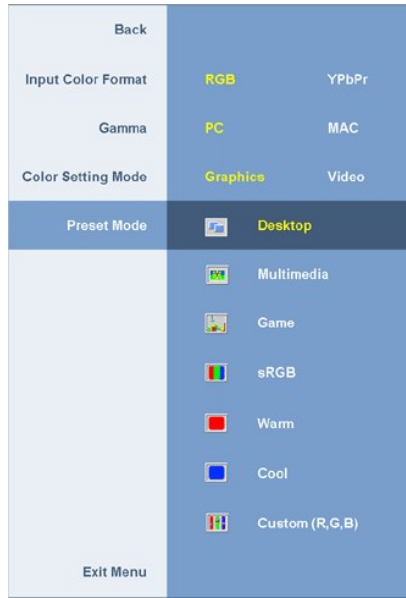 Back
Input Color Format RGB YPbPr
Gamma PC MAC
Color Setting Mode Graphics Video
Preset Mode Desktop
Multimedia
Game
sRGB
Warm
Cool
Custom (R,G,B)
Exit Menu